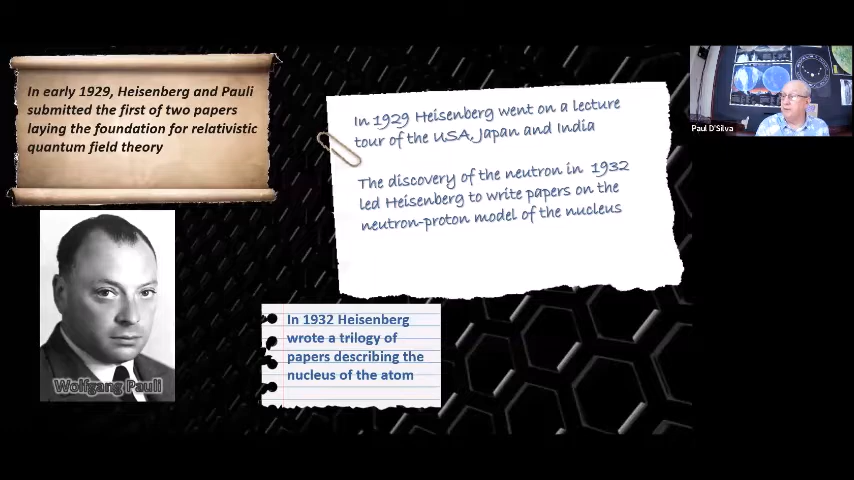 In early 1929, Heisenberg and Pauli
submitted the first of two papers
laying the foundation for relativistic
quantum field theory
In 1929 Heisenberg went on a lecture
tour of the USA, Japan and India
The discovery of the neutron in 1932
led Heisenberg to write papers on the
neutron-proton model of the nucleus
Paul D'Silva
In 1932 Heisenberg
wrote a trilogy of
papers describing the
nucleus of the atom
Wolfgang Pauli